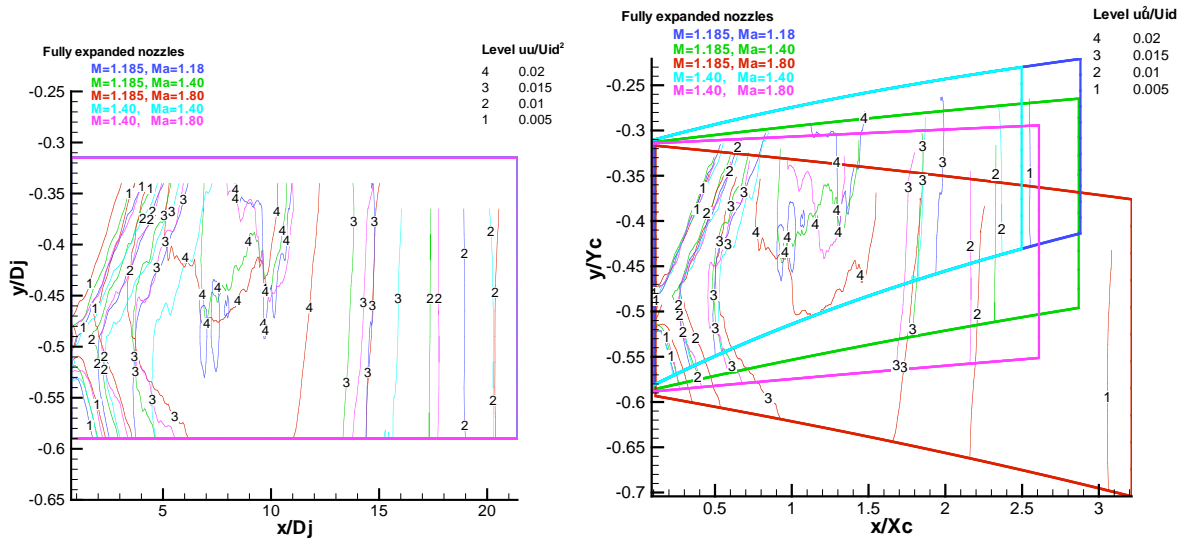 Fully expanded nozzles
M=1.185, Ma=1.18
M=1.185, Ma=1.40
M=1.185, Ma=1.80
M=1.40, Ma=1.40
M=1.40, Ma=1.80
Level uu/Uid²
4 0.02
3 0.015
2 0.01
1 0.005
-0.25
-0.3
-0.35
-0.4
-0.45
-0.5
-0.55
-0.6
-0.65
y/Dj
5 10 15 20
x/Dj
Fully expanded nozzles
M=1.185, Ma=1.18
M=1.185, Ma=1.40
M=1.185, Ma=1.80
M=1.40, Ma=1.40
M=1.40, Ma=1.80
4 0.02
3 0.015
2 0.01
1 0.005
-0.25
-0.3
-0.35
-0.4
-0.45
-0.5
-0.55
-0.6
-0.65
-0.7
y/Yc
0.5 1 1.5 2 2.5 3
x/Xc